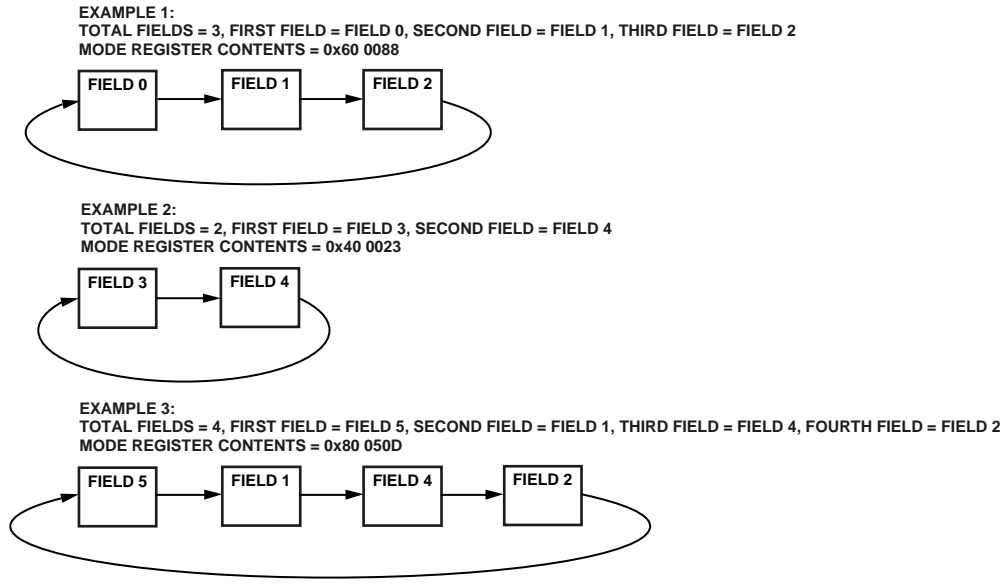 EXAMPLE 1:
TOTAL FIELDS = 3, FIRST FIELD = FIELD 0, SECOND FIELD = FIELD 1, THIRD FIELD = FIELD 2
MODE REGISTER CONTENTS = 0x60 0088
FIELD 0 FIELD 1 FIELD 2
EXAMPLE 2:
TOTAL FIELDS = 2, FIRST FIELD = FIELD 3, SECOND FIELD = FIELD 4
MODE REGISTER CONTENTS = 0x40 0023
FIELD 3 FIELD 4
EXAMPLE 3:
TOTAL FIELDS = 4, FIRST FIELD = FIELD 5, SECOND FIELD = FIELD 1, THIRD FIELD = FIELD 4, FOURTH FIELD = FIELD 2
MODE REGISTER CONTENTS = 0x80 050D
FIELD 5 FIELD 1 FIELD 4 FIELD 2